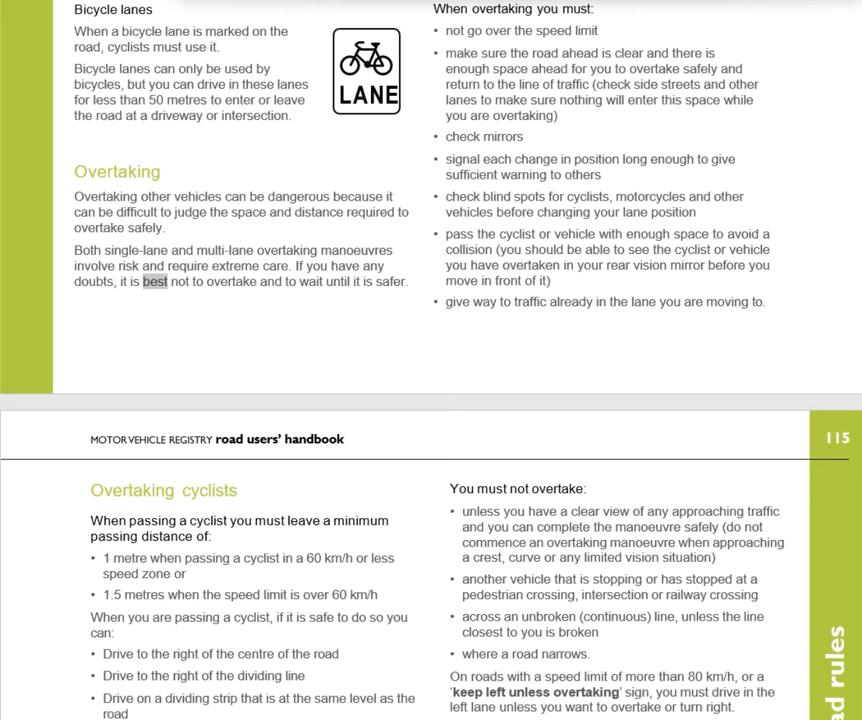 Bicycle lanes
When a bicycle lane is marked on the
road, cyclists must use it.
Bicycle lanes can only be used by
bicycles, but you can drive in these lanes
for less than 50 metres to enter or leave
the road at a driveway or intersection.
LANE
Overtaking
Overtaking other vehicles can be dangerous because it
can be difficult to judge the space and distance required to
overtake safely.
Both single-lane and multi-lane overtaking manoeuvres
involve risk and require extreme care. If you have any
doubts, it is best not to overtake and to wait until it is safer.
When overtaking you must:
• not go over the speed limit
• make sure the road ahead is clear and there is
enough space ahead for you to overtake safely and
return to the line of traffic (check side streets and other
lanes to make sure nothing will enter this space while
you are overtaking)
• check mirrors
• signal each change in position long enough to give
sufficient warning to others
• check blind spots for cyclists, motorcycles and other
vehicles before changing your lane position
• pass the cyclist or vehicle with enough space to avoid a
collision (you should be able to see the cyclist or vehicle
you have overtaken in your rear vision mirror before you
move in front of it)
• give way to traffic already in the lane you are moving to.
MOTOR VEHICLE REGISTRY road users' handbook
115
Overtaking cyclists
When passing a cyclist you must leave a minimum
passing distance of:
• 1 metre when passing a cyclist in a 60 km/h or less
speed zone or
• 1.5 metres when the speed limit is over 60 km/h
When you are passing a cyclist, if it is safe to do so you
can:
• Drive to the right of the centre of the road
• Drive to the right of the dividing line
• Drive on a dividing strip that is at the same level as the
road
You must not overtake:
• unless you have a clear view of any approaching traffic
and you can complete the manoeuvre safely (do not
commence an overtaking manoeuvre when approaching
a crest, curve or any limited vision situation)
• another vehicle that is stopping or has stopped at a
pedestrian crossing, intersection or railway crossing
• across an unbroken (continuous) line, unless the line
closest to you is broken
• where a road narrows.
On roads with a speed limit of more than 80 km/h, or a
'keep left unless overtaking' sign, you must drive in the
left lane unless you want to overtake or turn right.
ad rules